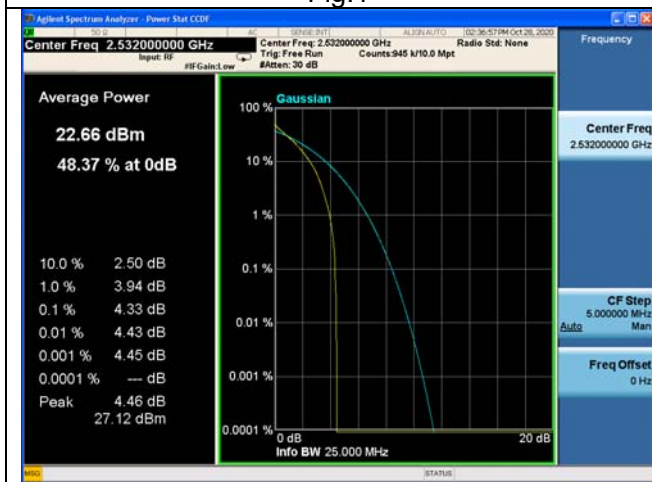 Agilent Spectrum Analyzer - Power Stat CCDF
50 Ω AC SENSE:INT ALIGN AUTO 02:36:57 PM Oct 28, 2020
Center Freq 2.532000000 GHz
Input: RF
#IFGain:Low
Center Freq: 2.532000000 GHz
Radio Std: None
Trig: Free Run
Counts:945 k/10.0 Mpt
#Atten: 30 dB
Frequency
Average Power
22.66 dBm
48.37 % at 0dB
10.0 % 2.50 dB
1.0 % 3.94 dB
0.1 % 4.33 dB
0.01 % 4.43 dB
0.001 % 4.45 dB
0.0001 % --- dB
Peak 4.46 dB
27.12 dBm
Gaussian
100 %
10 %
1 %
0.1 %
0.01 %
0.001 %
0.0001 %
0 dB 20 dB
Info BW 25.000 MHz
Center Freq
2.532000000 GHz
CF Step
5.000000 MHz
Auto Man
Freq Offset
0 Hz
MSG STATUS